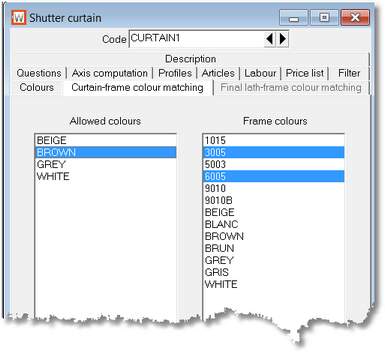 Shutter curtain
Code CURTAIN1
Description
Questions Axis computation Profiles Articles Labour Price list Filter
Colours Curtain-frame colour matching Final lath-frame colour matching
Allowed colours
BEIGE
BROWN
GREY
WHITE
Frame colours
1015
3005
5003
6005
9010
9010B
BEIGE
BLANC
BROWN
BRUN
GREY
GRIS
WHITE